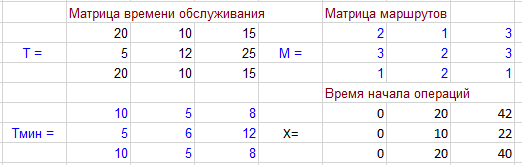 Матрица времени обслуживания Матрица маршрутов
20 10 15 2 1 3
T = 5 12 25 M = 3 2 3
20 10 15 1 2 1
Время начала операций
10 5 8 0 20 42
Tмин = 5 6 12 X= 0 10 22
10 5 8 0 20 40